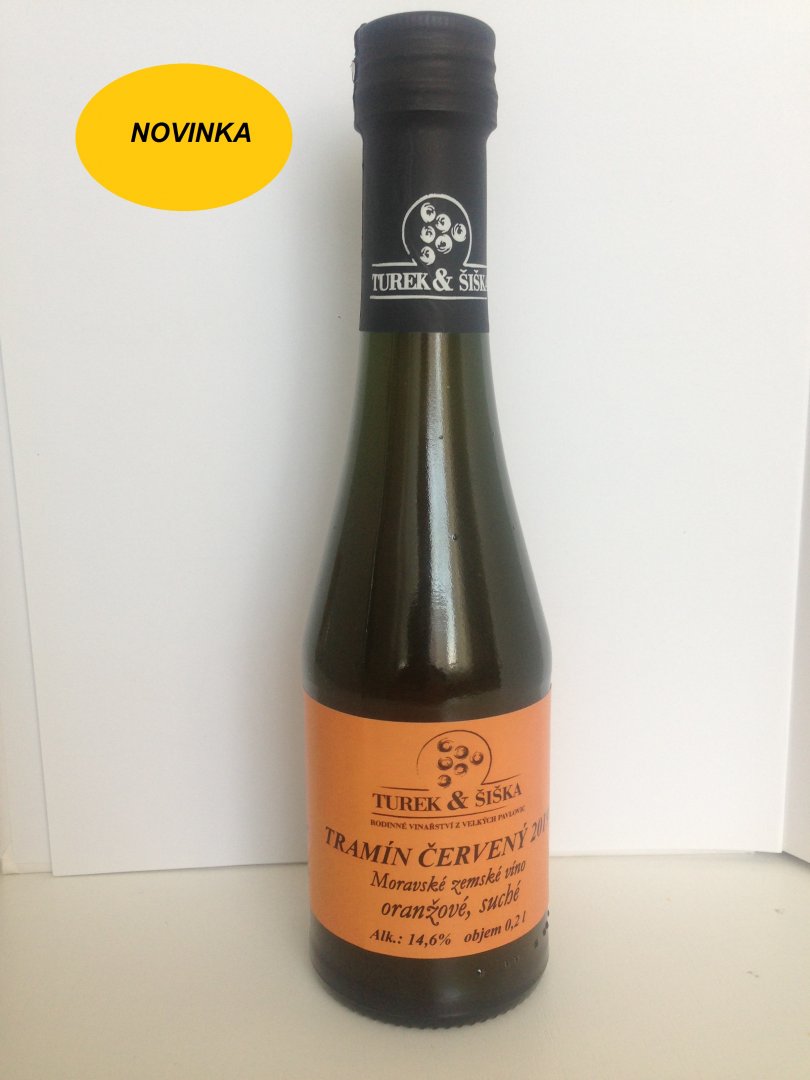 NOVINKA
TUREK & ŠIŠKA
TUREK & ŠIŠKA
RODINNÉ VINAŘSTVÍ Z VELKÝCH PAVLOVIC
TRAMÍN ČERVENÝ
Moravské zemské víno
oranžové, suché
Alk.: 14,6% objem 0,2 l